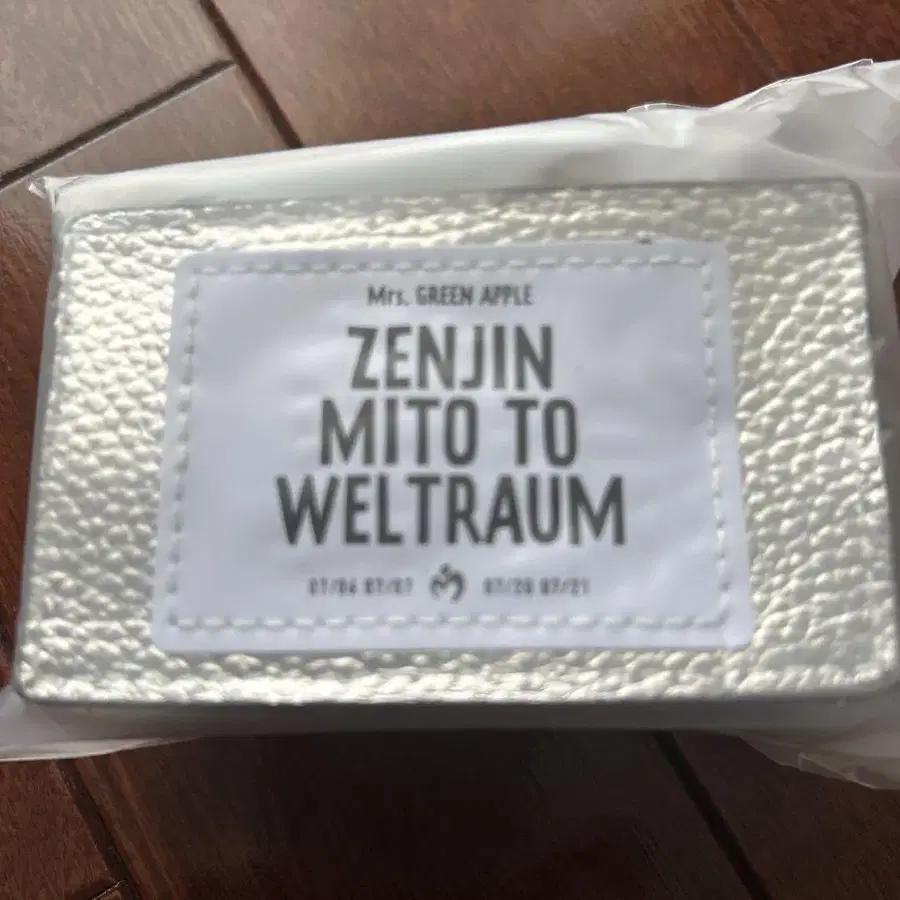 Mrs. GREEN APPLE
ZENJIN
MITO TO
WELTRAUM
07/06 07/07 07/20 07/21